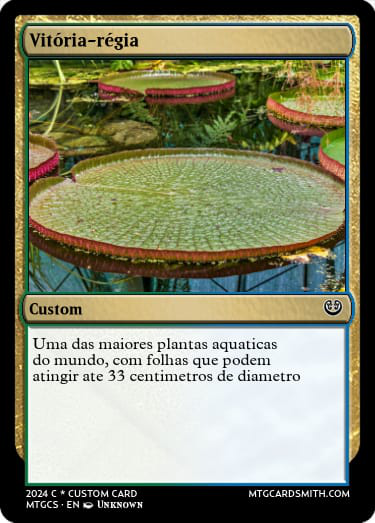 Vitória-régia
Custom
Uma das maiores plantas aquaticas
do mundo, com folhas que podem
atingir ate 33 centimetros de diametro
2024 C * CUSTOM CARD
MTGCS · EN Unknown
MTGCARDSMITH.COM